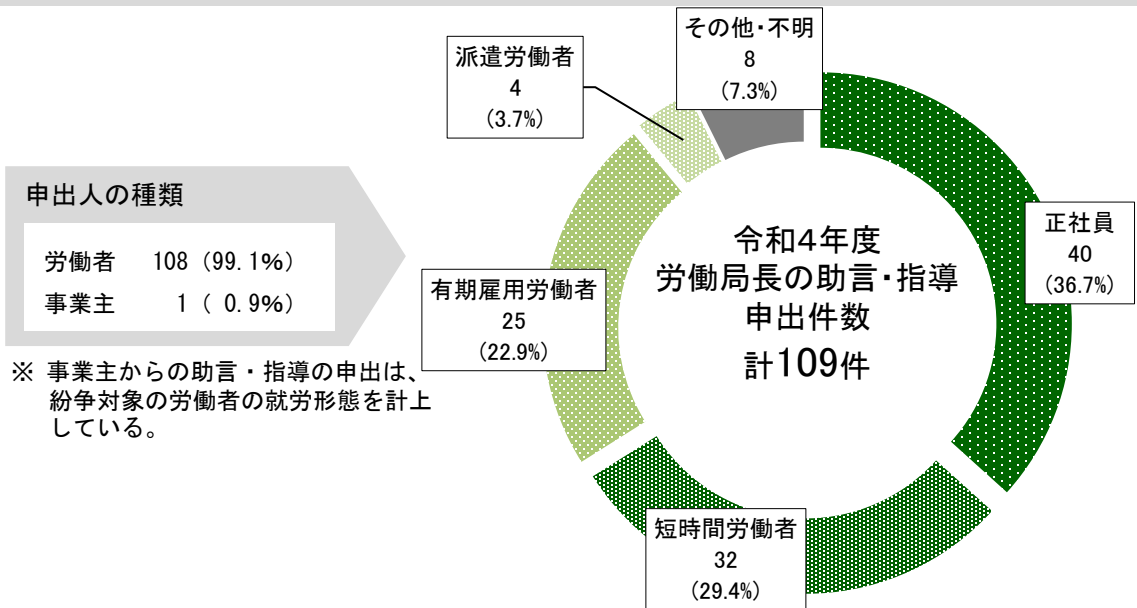 その他・不明
8
(7.3%)
派遣労働者
4
(3.7%)
申出人の種類
労働者 108 (99.1%)
事業主 1 ( 0.9%)
※ 事業主からの助言・指導の申出は、
紛争対象の労働者の就労形態を計上
している。
有期雇用労働者
25
(22.9%)
令和4年度
労働局長の助言・指導
申出件数
計109件
正社員
40
(36.7%)
短時間労働者
32
(29.4%)